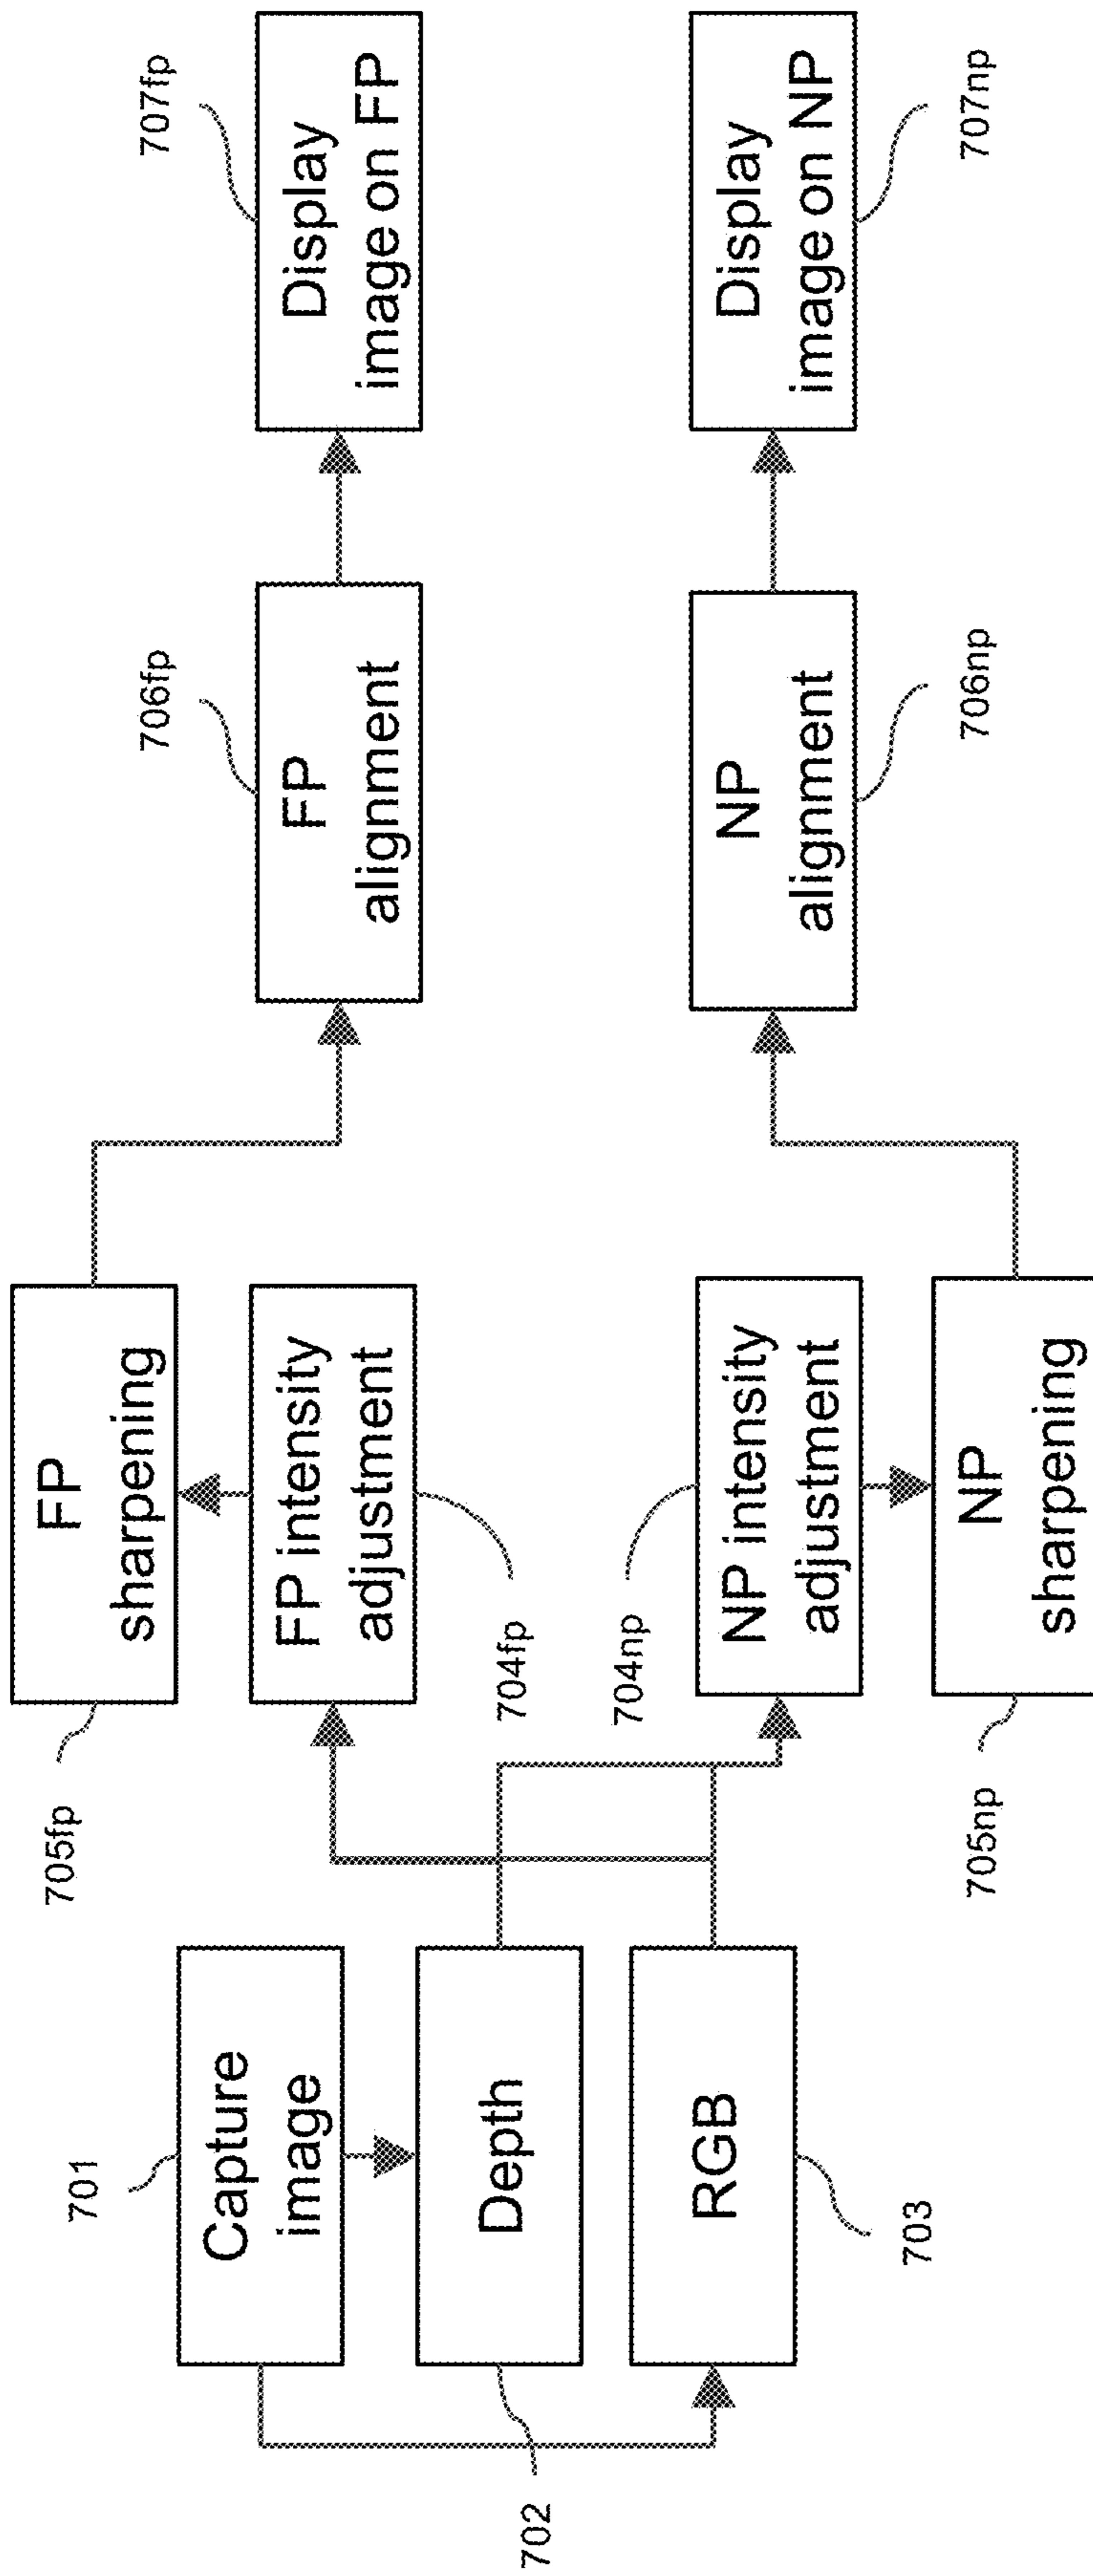 701
Capture
image
Depth
702
RGB
703
705fp
FP
sharpening
FP intensity
adjustment
704fp
704np
NP intensity
adjustment
NP
sharpening
705np
706fp
FP
alignment
NP
alignment
706np
707fp
Display
image on FP
Display
image on NP
707np